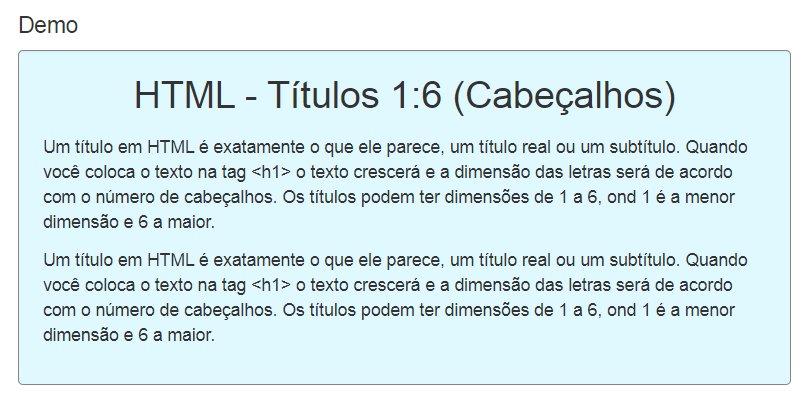 Demo
HTML - Títulos 1:6 (Cabeçalhos)
Um título em HTML é exatamente o que ele parece, um título real ou um subtítulo. Quando
você coloca o texto na tag <h1> o texto crescerá e a dimensão das letras será de acordo
com o número de cabeçalhos. Os títulos podem ter dimensões de 1 a 6, ond 1 é a menor
dimensão e 6 a maior.
Um título em HTML é exatamente o que ele parece, um título real ou um subtítulo. Quando
você coloca o texto na tag <h1> o texto crescerá e a dimensão das letras será de acordo
com o número de cabeçalhos. Os títulos podem ter dimensões de 1 a 6, ond 1 é a menor
dimensão e 6 a maior.